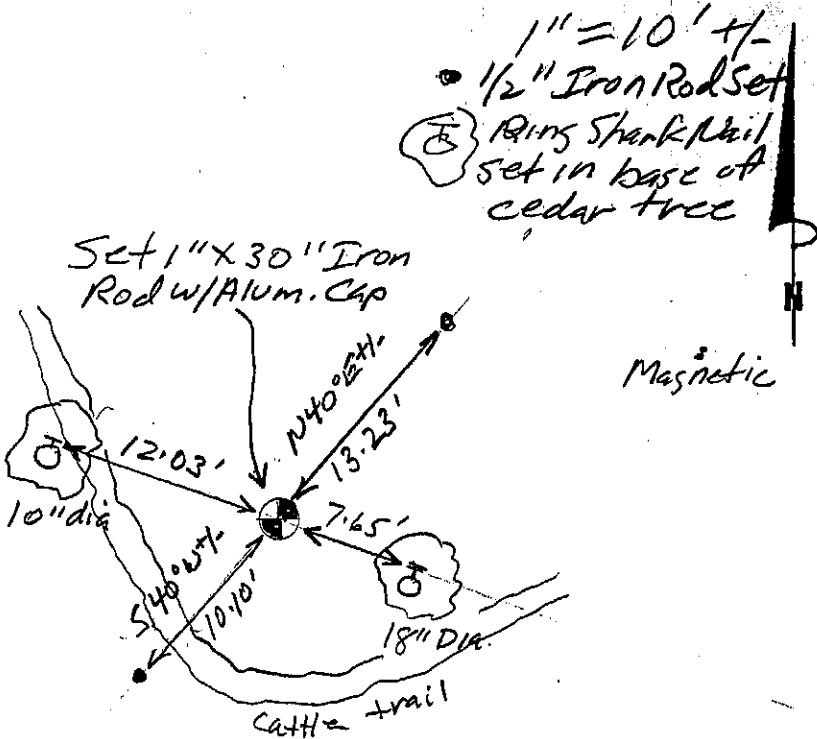 1" = 10' +/-
1/2" Iron Rod Set
Ring Shank Nail
set in base of
cedar tree
N
Magnetic
Set 1" X 30" Iron
Rod w/Alum. Cap
N40°E+/-
13.23'
12.03'
10" dia
7.65'
18" Dia.
S40°W+/-
10.10'
Cattle trail